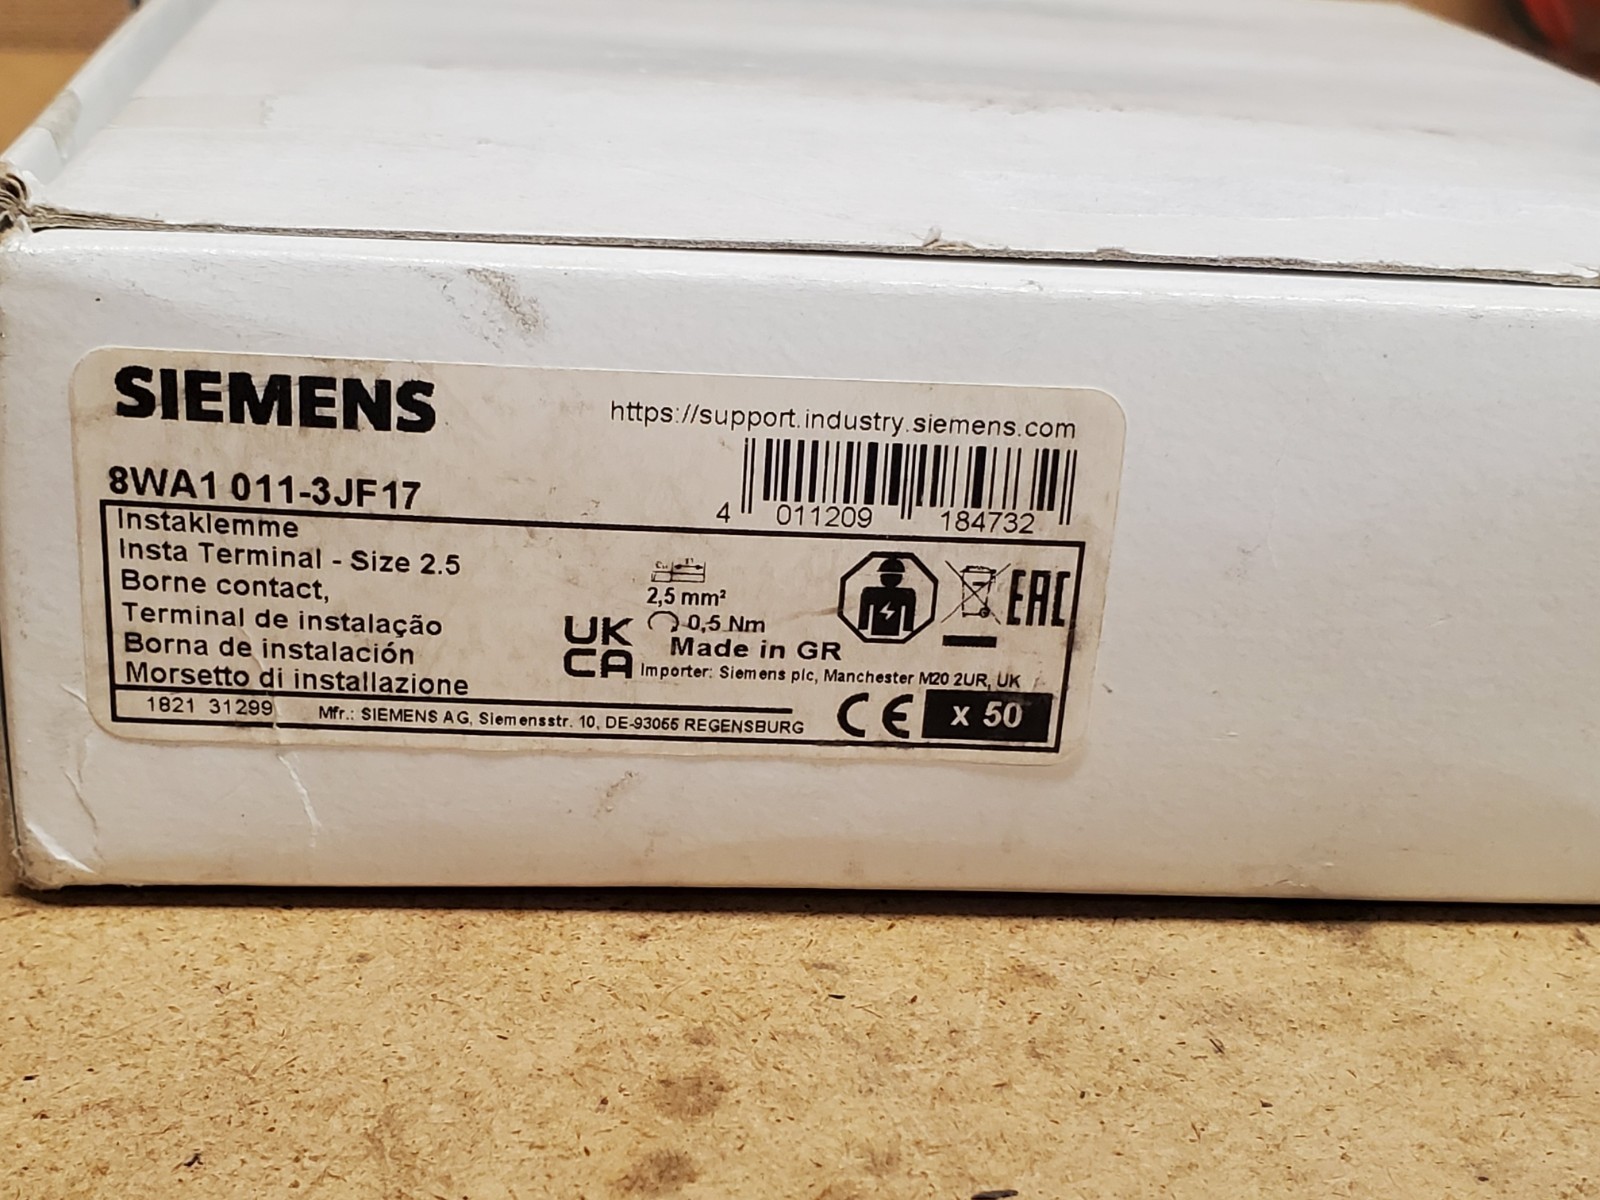 SIEMENS
https://support.industry.siemens.com
8WA1 011-3JF17
4 011209 184732
Instaklemme
Insta Terminal - Size 2.5
Borne contact,
Terminal de instalação
Borna de instalación
Morsetto di installazione
2,5 mm²
0,5 Nm
Made in GR
UK
CA
Importer: Siemens plc, Manchester M20 2UR, UK
EAC
1821 31299
Mfr.: SIEMENS AG, Siemensstr. 10, DE-93055 REGENSBURG
CE
x 50